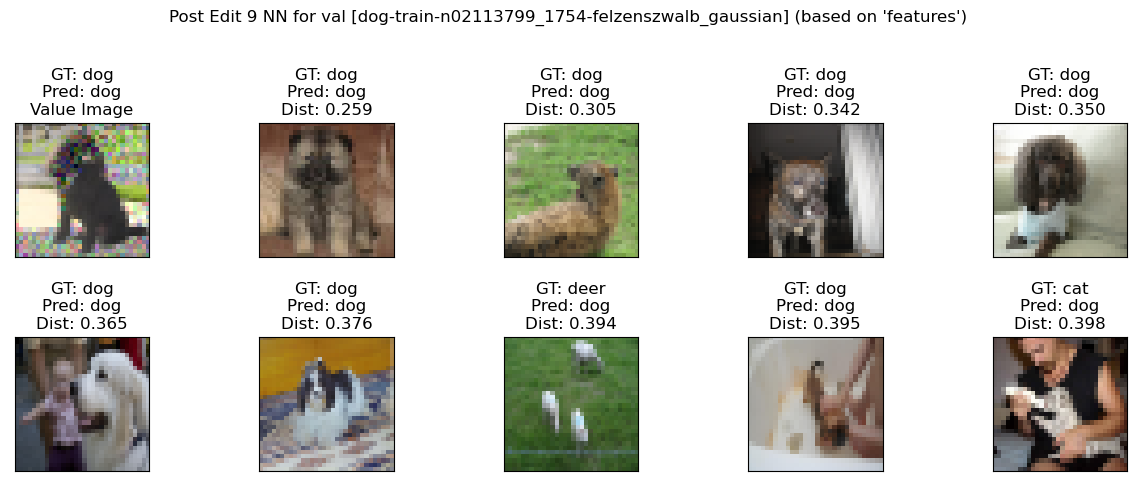 Post Edit 9 NN for val [dog-train-n02113799_1754-felzenszwalb_gaussian] (based on 'features')
GT: dog
Pred: dog
Value Image
GT: dog
Pred: dog
Dist: 0.259
GT: dog
Pred: dog
Dist: 0.305
GT: dog
Pred: dog
Dist: 0.342
GT: dog
Pred: dog
Dist: 0.350
GT: dog
Pred: dog
Dist: 0.365
GT: dog
Pred: dog
Dist: 0.376
GT: deer
Pred: dog
Dist: 0.394
GT: dog
Pred: dog
Dist: 0.395
GT: cat
Pred: dog
Dist: 0.398